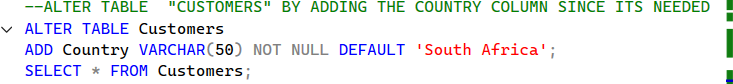 --ALTER TABLE  "CUSTOMERS" BY ADDING THE COUNTRY COLUMN SINCE ITS NEEDED
ALTER TABLE Customers
ADD Country VARCHAR(50) NOT NULL DEFAULT 'South Africa';
SELECT * FROM Customers;